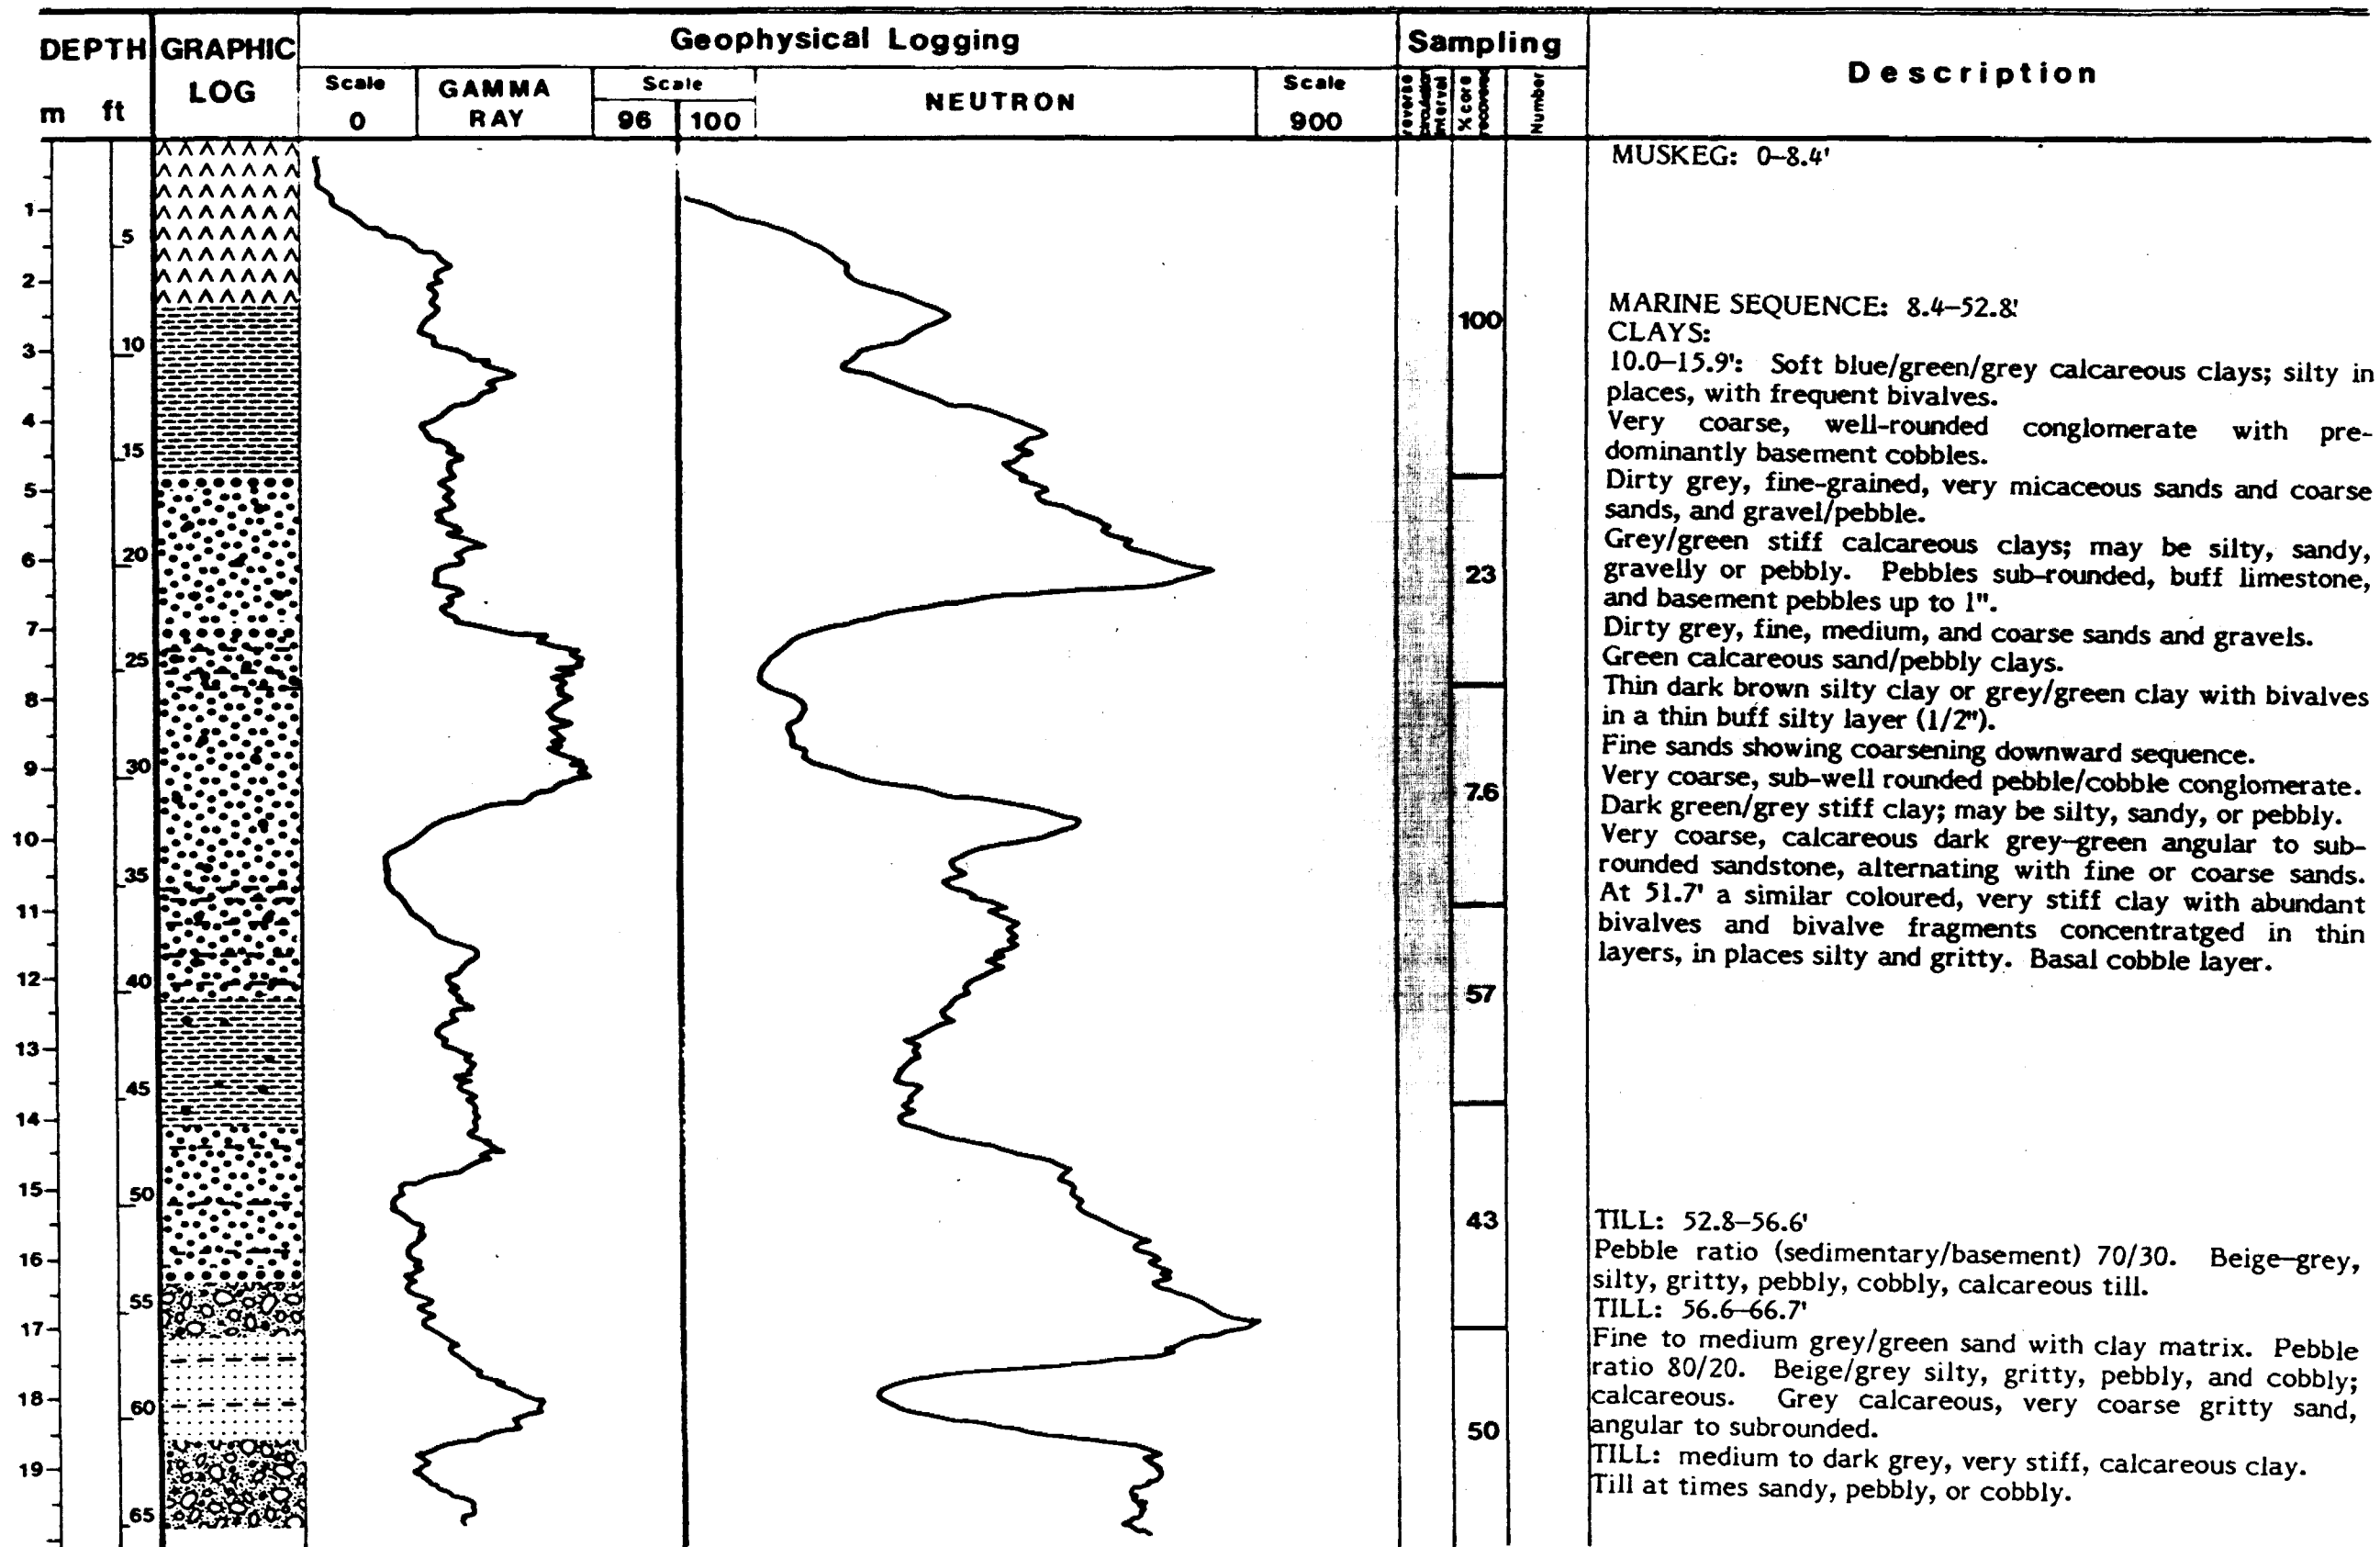 DEPTH GRAPHIC LOG Geophysical Logging Sampling Description
m ft Scale 0 GAMMA RAY Scale 96 100 NEUTRON Scale 900 reverse circulation interval % core recovered Number
MUSKEG: 0–8.4'
MARINE SEQUENCE: 8.4–52.8'
CLAYS:
10.0–15.9': Soft blue/green/grey calcareous clays; silty in
places, with frequent bivalves.
Very coarse, well-rounded conglomerate with pre-
dominantly basement cobbles.
Dirty grey, fine-grained, very micaceous sands and coarse
sands, and gravel/pebble.
Grey/green stiff calcareous clays; may be silty, sandy,
gravelly or pebbly. Pebbles sub-rounded, buff limestone,
and basement pebbles up to 1".
Dirty grey, fine, medium, and coarse sands and gravels.
Green calcareous sand/pebbly clays.
Thin dark brown silty clay or grey/green clay with bivalves
in a thin buff silty layer (1/2").
Fine sands showing coarsening downward sequence.
Very coarse, sub-well rounded pebble/cobble conglomerate.
Dark green/grey stiff clay; may be silty, sandy, or pebbly.
Very coarse, calcareous dark grey-green angular to sub-
rounded sandstone, alternating with fine or coarse sands.
At 51.7' a similar coloured, very stiff clay with abundant
bivalves and bivalve fragments concentratged in thin
layers, in places silty and gritty. Basal cobble layer.
TILL: 52.8–56.6'
Pebble ratio (sedimentary/basement) 70/30. Beige-grey,
silty, gritty, pebbly, cobbly, calcareous till.
TILL: 56.6–66.7'
Fine to medium grey/green sand with clay matrix. Pebble
ratio 80/20. Beige/grey silty, gritty, pebbly, and cobbly;
calcareous. Grey calcareous, very coarse gritty sand,
angular to subrounded.
TILL: medium to dark grey, very stiff, calcareous clay.
Till at times sandy, pebbly, or cobbly.
1
2
3
4
5
6
7
8
9
10
11
12
13
14
15
16
17
18
19
5
10
15
20
25
30
35
40
45
50
55
60
65
100
23
7.6
57
43
50